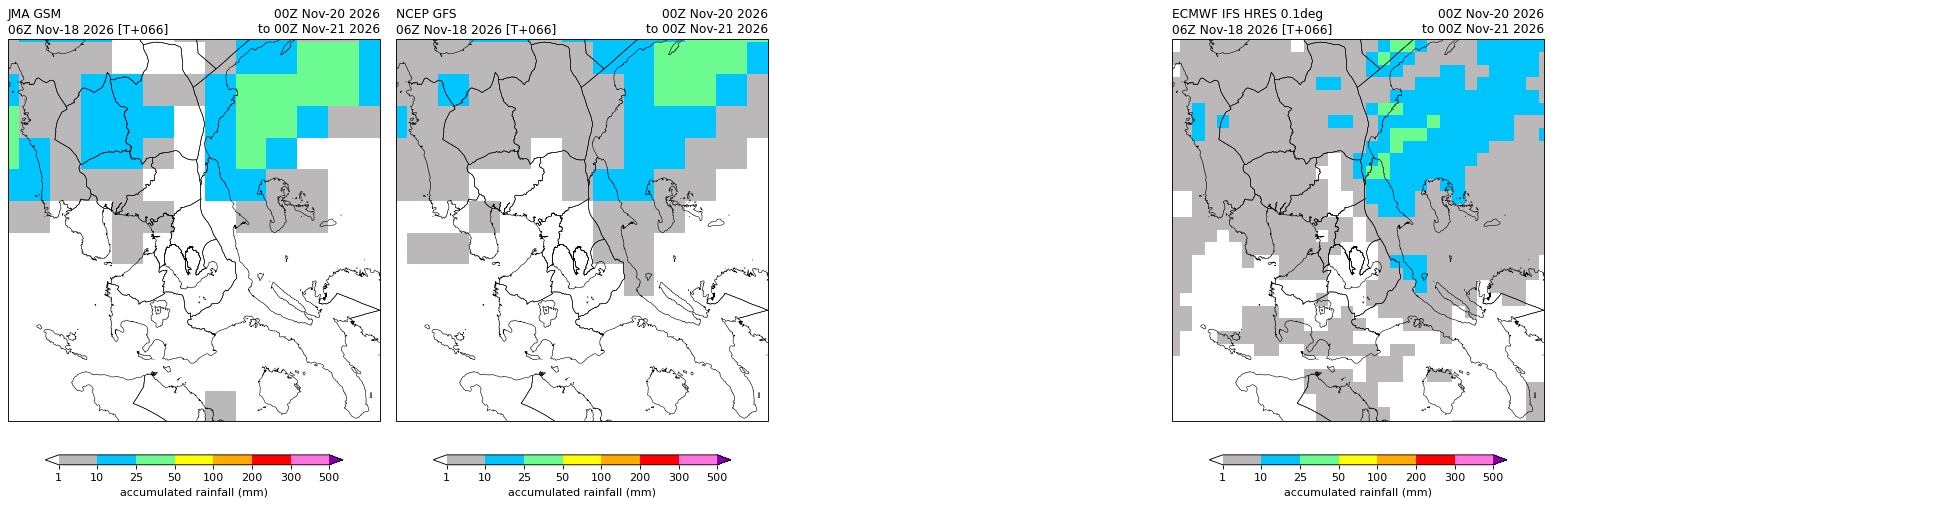 JMA GSM 00Z Nov-20 2026
06Z Nov-18 2026 [T+066] to 00Z Nov-21 2026
1 10 25 50 100 200 300 500
accumulated rainfall (mm)
NCEP GFS 00Z Nov-20 2026
06Z Nov-18 2026 [T+066] to 00Z Nov-21 2026
1 10 25 50 100 200 300 500
accumulated rainfall (mm)
ECMWF IFS HRES 0.1deg 00Z Nov-20 2026
06Z Nov-18 2026 [T+066] to 00Z Nov-21 2026
1 10 25 50 100 200 300 500
accumulated rainfall (mm)